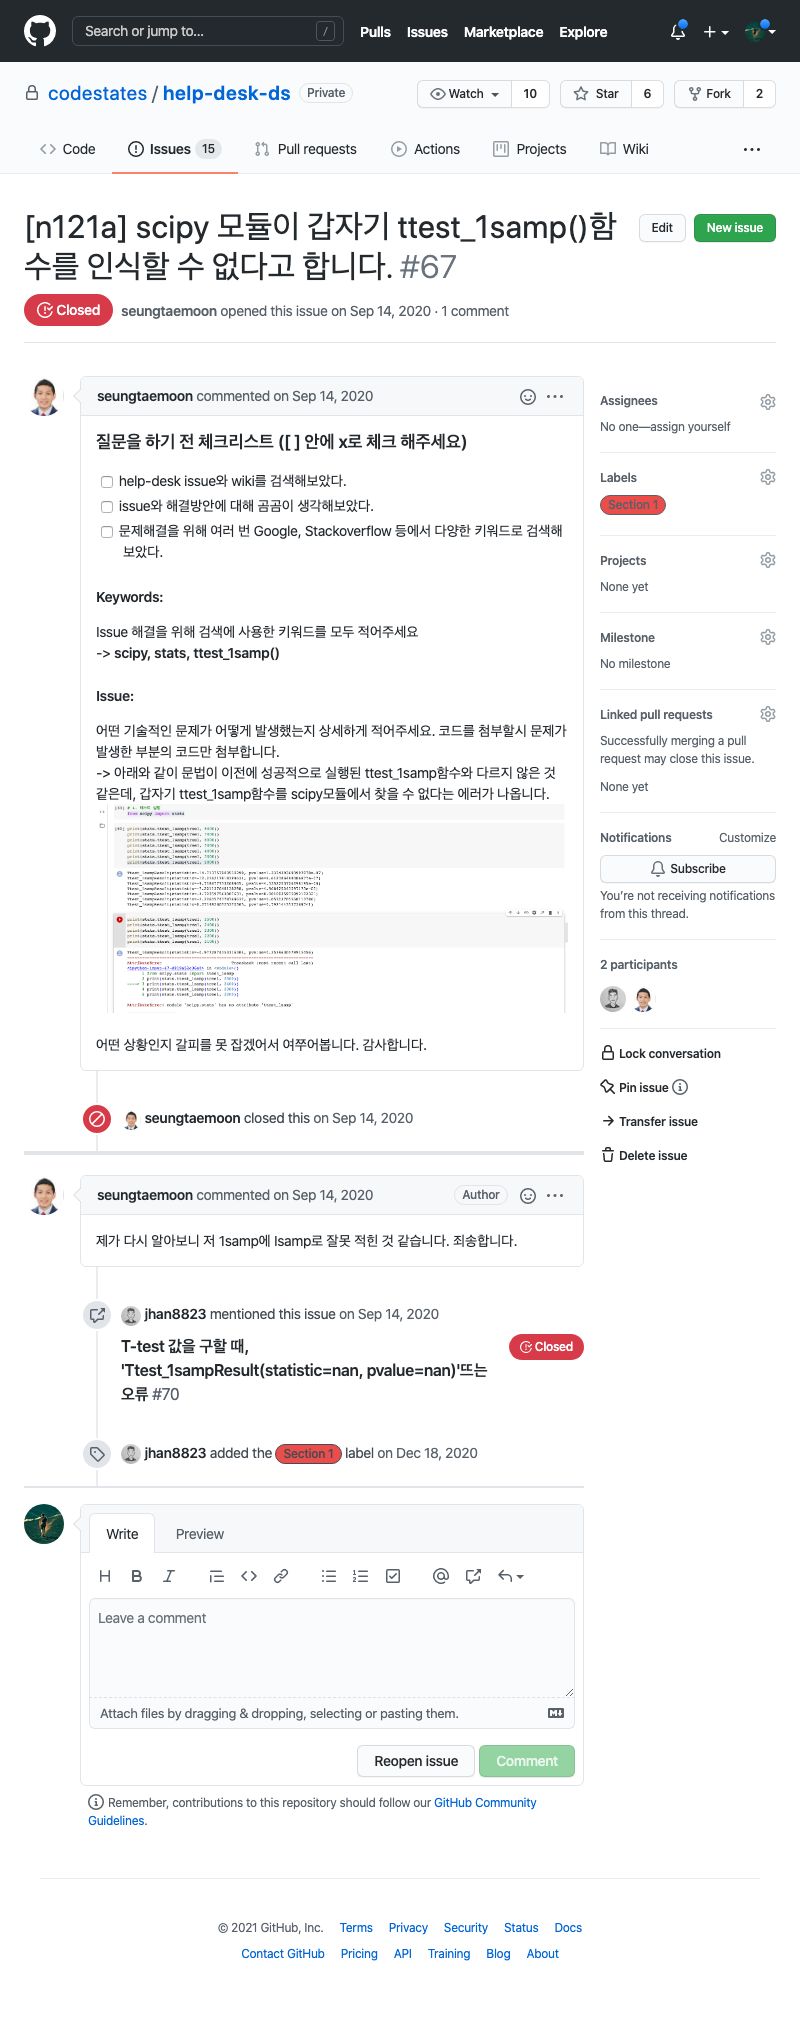 Search or jump to...
/
Pulls
Issues
Marketplace
Explore
codestates / help-desk-ds
Private
Watch
10
Star
6
Fork
2
Code
Issues 15
Pull requests
Actions
Projects
Wiki
[n121a] scipy 모듈이 갑자기 ttest_1samp()함
수를 인식할 수 없다고 합니다. #67
Edit
New issue
Closed
seungtaemoon opened this issue on Sep 14, 2020 · 1 comment
seungtaemoon commented on Sep 14, 2020
질문을 하기 전 체크리스트 ([ ] 안에 x로 체크 해주세요)
help-desk issue와 wiki를 검색해보았다.
issue와 해결방안에 대해 곰곰이 생각해보았다.
문제해결을 위해 여러 번 Google, Stackoverflow 등에서 다양한 키워드로 검색해
보았다.
Keywords:
Issue 해결을 위해 검색에 사용한 키워드를 모두 적어주세요
-> scipy, stats, ttest_1samp()
Issue:
어떤 기술적인 문제가 어떻게 발생했는지 상세하게 적어주세요. 코드를 첨부할시 문제가
발생한 부분의 코드만 첨부합니다.
-> 아래와 같이 문법이 이전에 성공적으로 실행된 ttest_1samp함수와 다르지 않은 것
같은데, 갑자기 ttest_1samp함수를 scipy모듈에서 찾을 수 없다는 에러가 나옵니다.
from scipy import stats
어떤 상황인지 갈피를 못 잡겠어서 여쭈어봅니다. 감사합니다.
seungtaemoon closed this on Sep 14, 2020
seungtaemoon commented on Sep 14, 2020
Author
제가 다시 알아보니 저 1samp에 lsamp로 잘못 적힌 것 같습니다. 죄송합니다.
jhan8823 mentioned this issue on Sep 14, 2020
T-test 값을 구할 때,
'Ttest_1sampResult(statistic=nan, pvalue=nan)'뜨는
오류 #70
Closed
jhan8823 added the Section 1 label on Dec 18, 2020
Write
Preview
Leave a comment
Attach files by dragging & dropping, selecting or pasting them.
Reopen issue
Comment
Remember, contributions to this repository should follow our GitHub Community
Guidelines.
Assignees
No one—assign yourself
Labels
Section 1
Projects
None yet
Milestone
No milestone
Linked pull requests
Successfully merging a pull
request may close this issue.
None yet
Notifications
Customize
Subscribe
You're not receiving notifications
from this thread.
2 participants
Lock conversation
Pin issue
Transfer issue
Delete issue
© 2021 GitHub, Inc.
Terms
Privacy
Security
Status
Docs
Contact GitHub
Pricing
API
Training
Blog
About